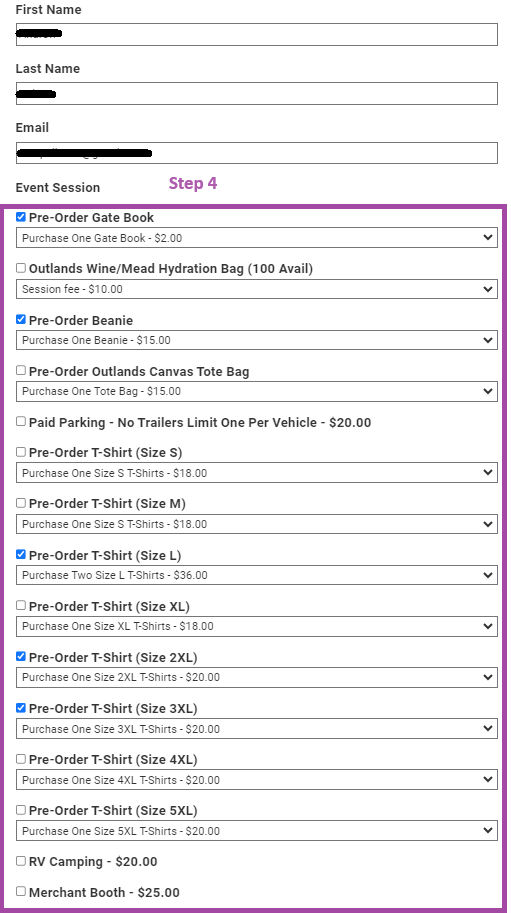 First Name
Last Name
Email
Event Session
Step 4
Pre-Order Gate Book
Purchase One Gate Book - $2.00
Outlands Wine/Mead Hydration Bag (100 Avail)
Session fee - $10.00
Pre-Order Beanie
Purchase One Beanie - $15.00
Pre-Order Outlands Canvas Tote Bag
Purchase One Tote Bag - $15.00
Paid Parking - No Trailers Limit One Per Vehicle - $20.00
Pre-Order T-Shirt (Size S)
Purchase One Size S T-Shirts - $18.00
Pre-Order T-Shirt (Size M)
Purchase One Size S T-Shirts - $18.00
Pre-Order T-Shirt (Size L)
Purchase Two Size L T-Shirts - $36.00
Pre-Order T-Shirt (Size XL)
Purchase One Size XL T-Shirts - $18.00
Pre-Order T-Shirt (Size 2XL)
Purchase One Size 2XL T-Shirts - $20.00
Pre-Order T-Shirt (Size 3XL)
Purchase One Size 3XL T-Shirts - $20.00
Pre-Order T-Shirt (Size 4XL)
Purchase One Size 4XL T-Shirts - $20.00
Pre-Order T-Shirt (Size 5XL)
Purchase One Size 5XL T-Shirts - $20.00
RV Camping - $20.00
Merchant Booth - $25.00